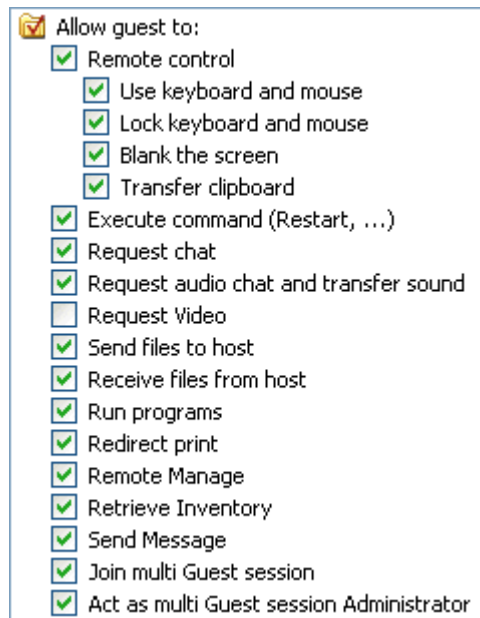 Allow guest to:
Remote control
Use keyboard and mouse
Lock keyboard and mouse
Blank the screen
Transfer clipboard
Execute command (Restart, ...)
Request chat
Request audio chat and transfer sound
Request Video
Send files to host
Receive files from host
Run programs
Redirect print
Remote Manage
Retrieve Inventory
Send Message
Join multi Guest session
Act as multi Guest session Administrator